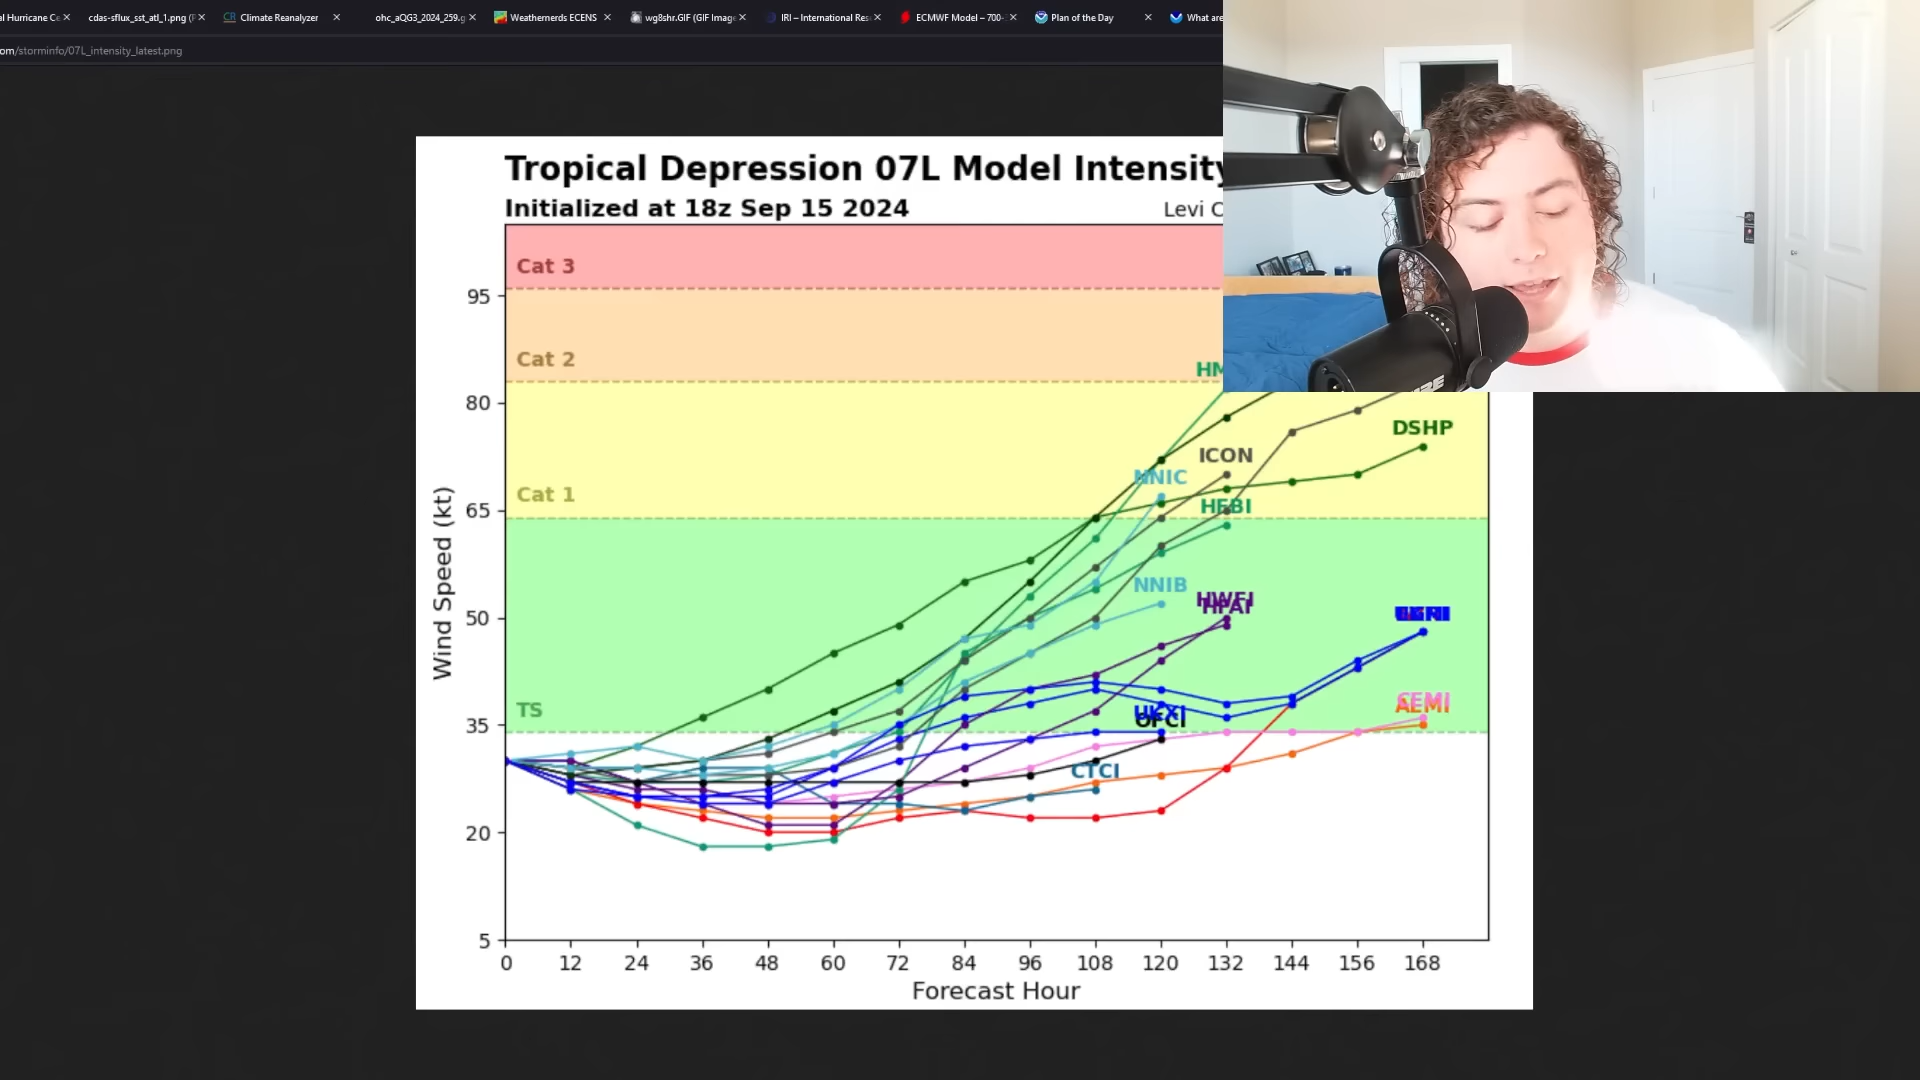 al Hurricane Ce
cdas-sflux_sst_atl_1.png (
Climate Reanalyzer
ohc_aQG3_2024_259.g
Weathernerds ECENS
wg8shr.GIF (GIF Imag
IRI – International Res
ECMWF Model – 700-
Plan of the Day
What are
om/storminfo/07L_intensity_latest.png
Tropical Depression 07L Model Intensity
Initialized at 18z Sep 15 2024
Levi C
Cat 3
95
Cat 2
HM
80
DSHP
ICON
NNIC
Cat 1
65
HFBI
NNIB
HWFI
HFAI
50
Wind Speed (kt)
CEMI
AEMI
TS
UKXI
OFCI
35
CTCI
20
5
0 12 24 36 48 60 72 84 96 108 120 132 144 156 168
Forecast Hour